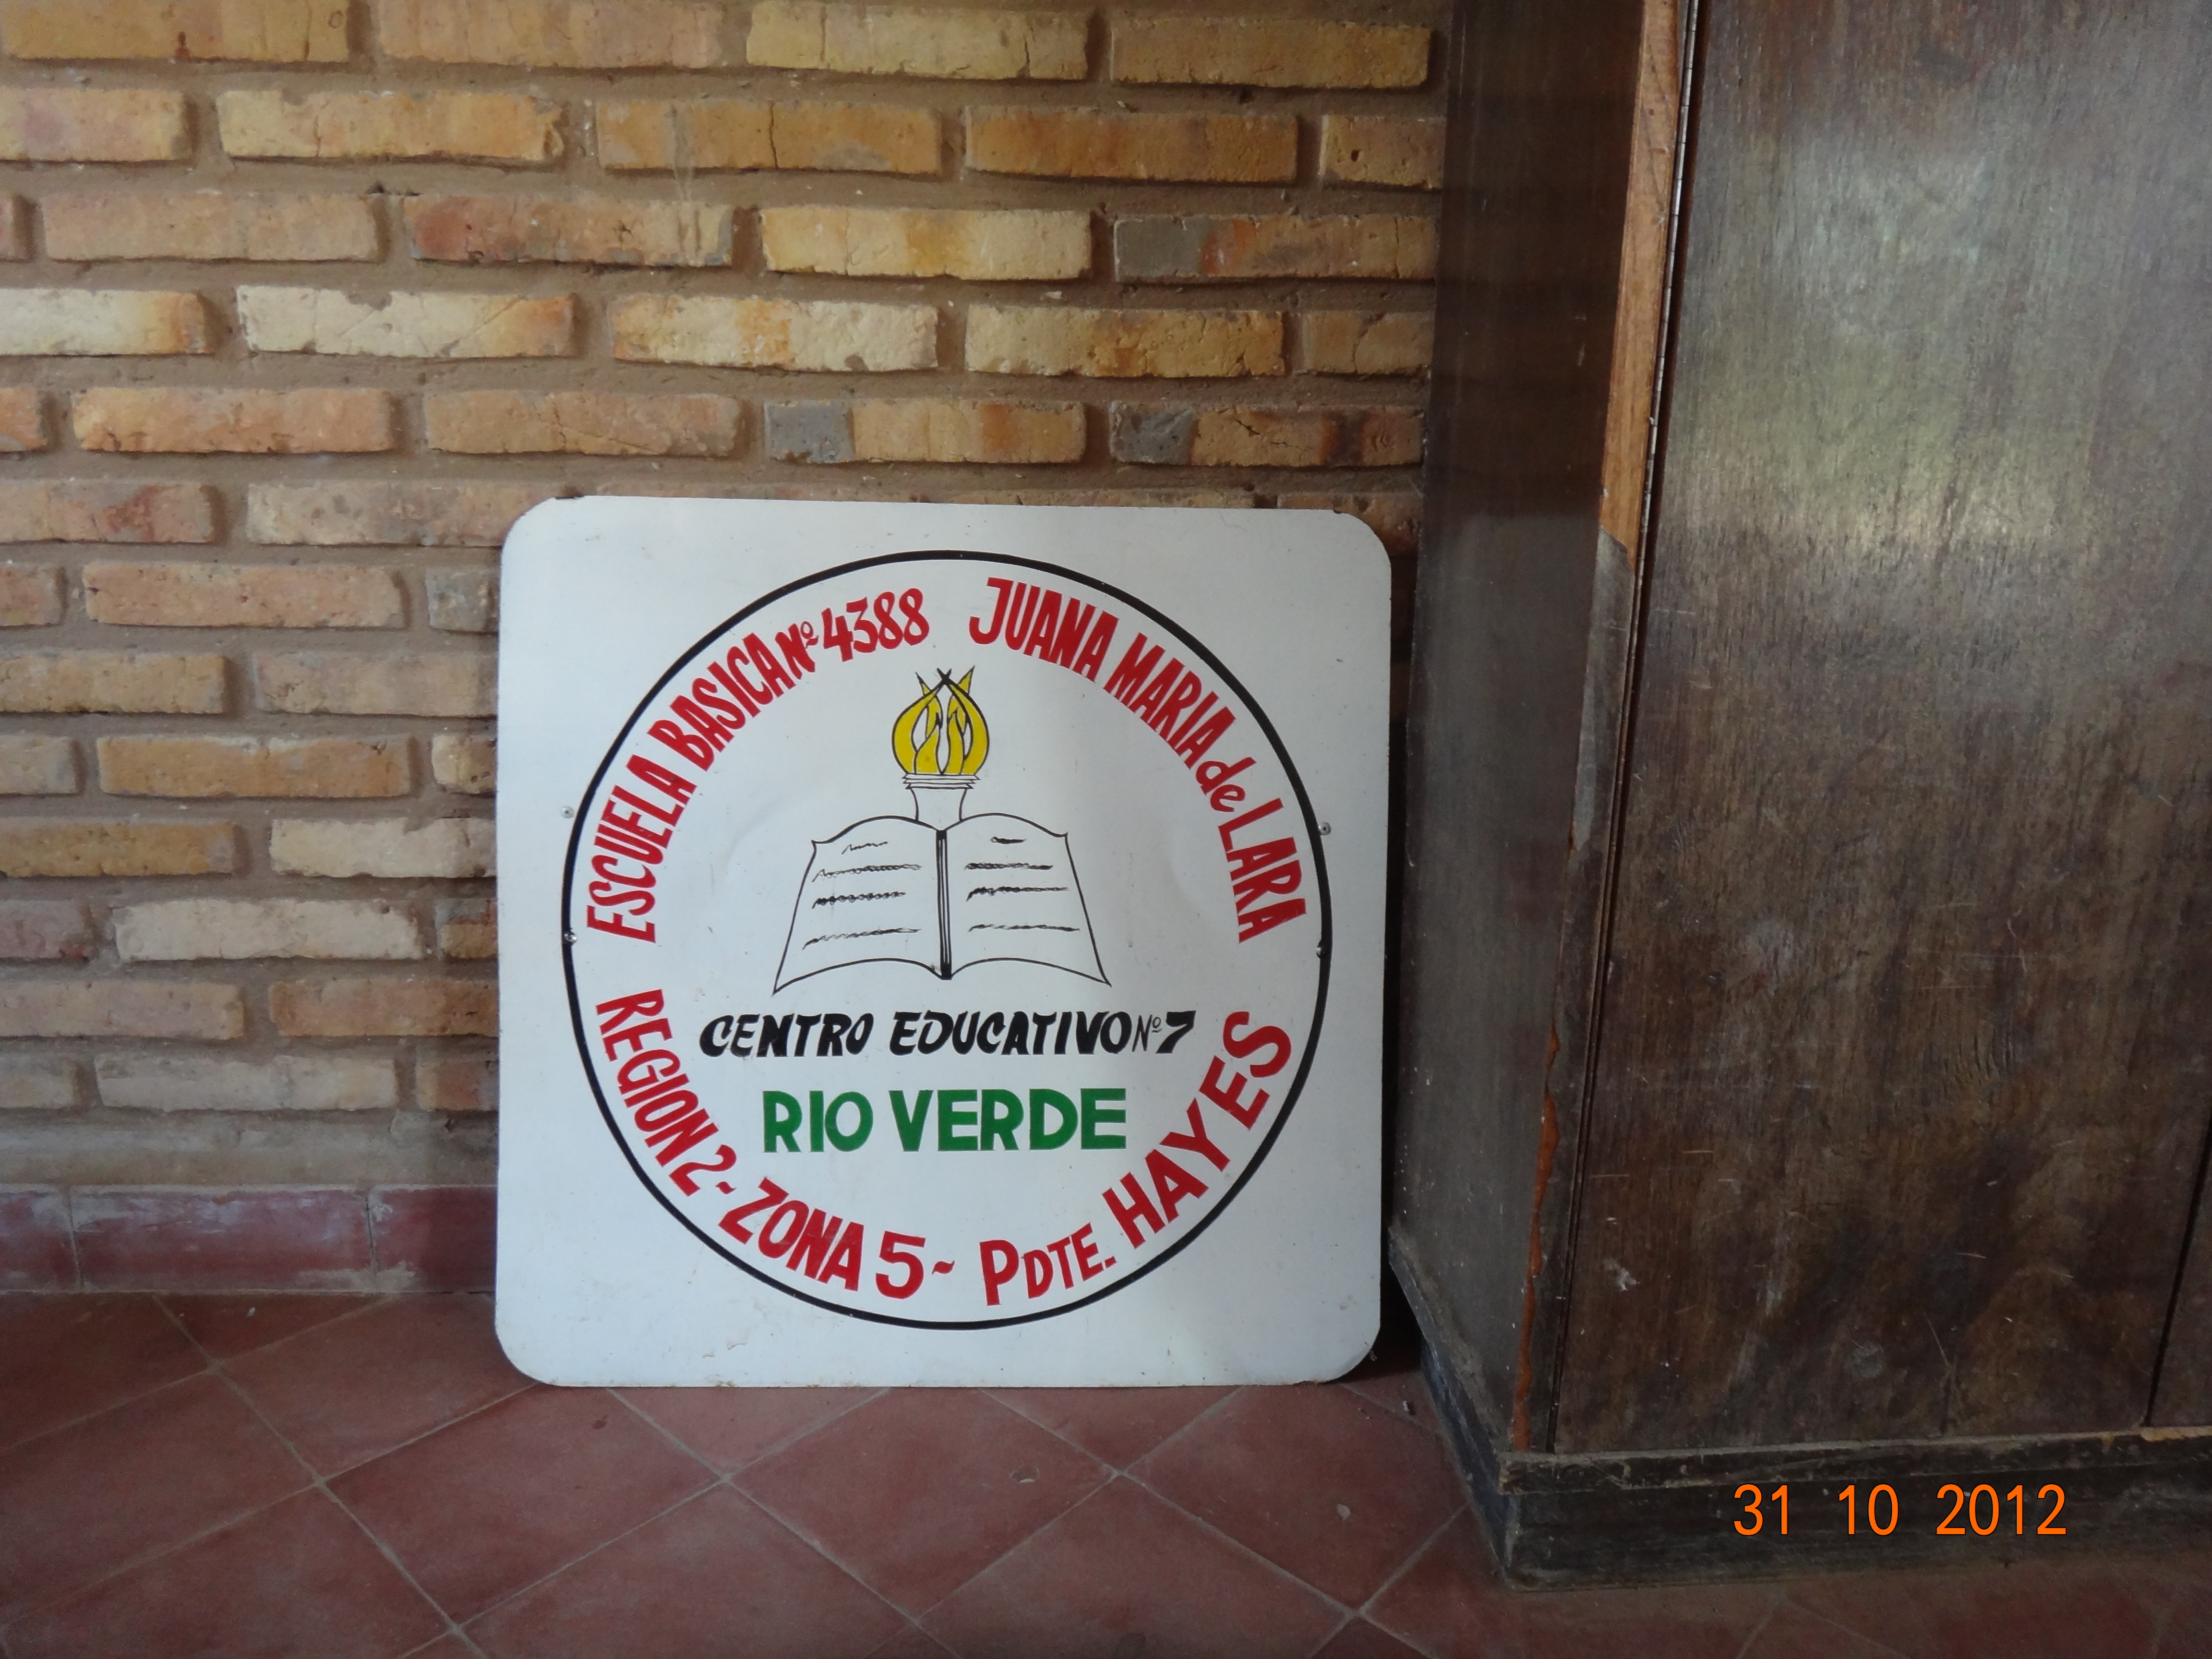 ESCUELA BASICA Nº 4388 JUANA MARIA de LARA
CENTRO EDUCATIVO Nº 7
RIO VERDE
REGION 2 - ZONA 5 - PDTE. HAYES
31 10 2012